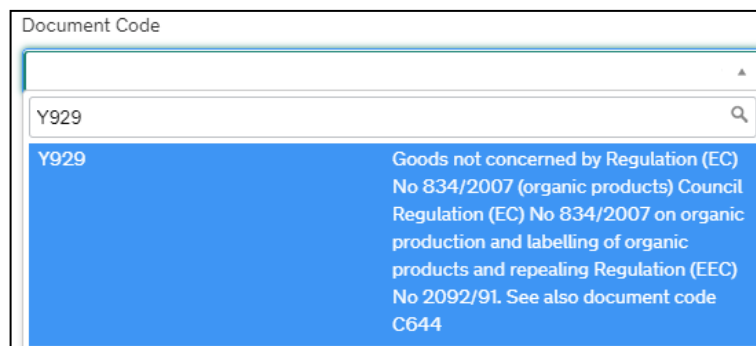 Document Code
Y929
Y929
Goods not concerned by Regulation (EC)
No 834/2007 (organic products) Council
Regulation (EC) No 834/2007 on organic
production and labelling of organic
products and repealing Regulation (EEC)
No 2092/91. See also document code
C644